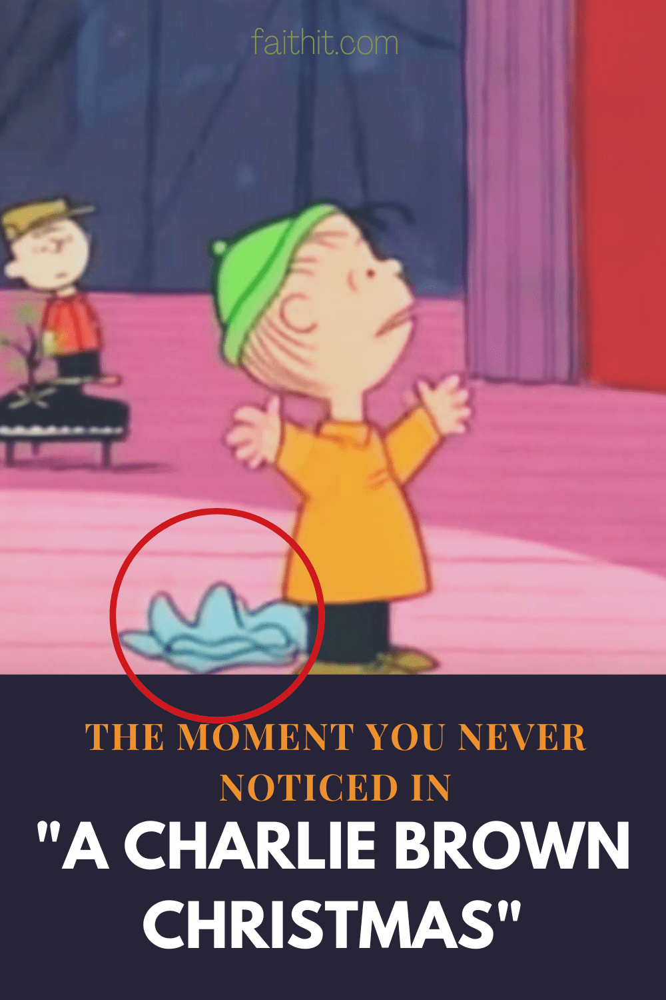 faithit.com
THE MOMENT YOU NEVER
NOTICED IN
"A CHARLIE BROWN
CHRISTMAS"